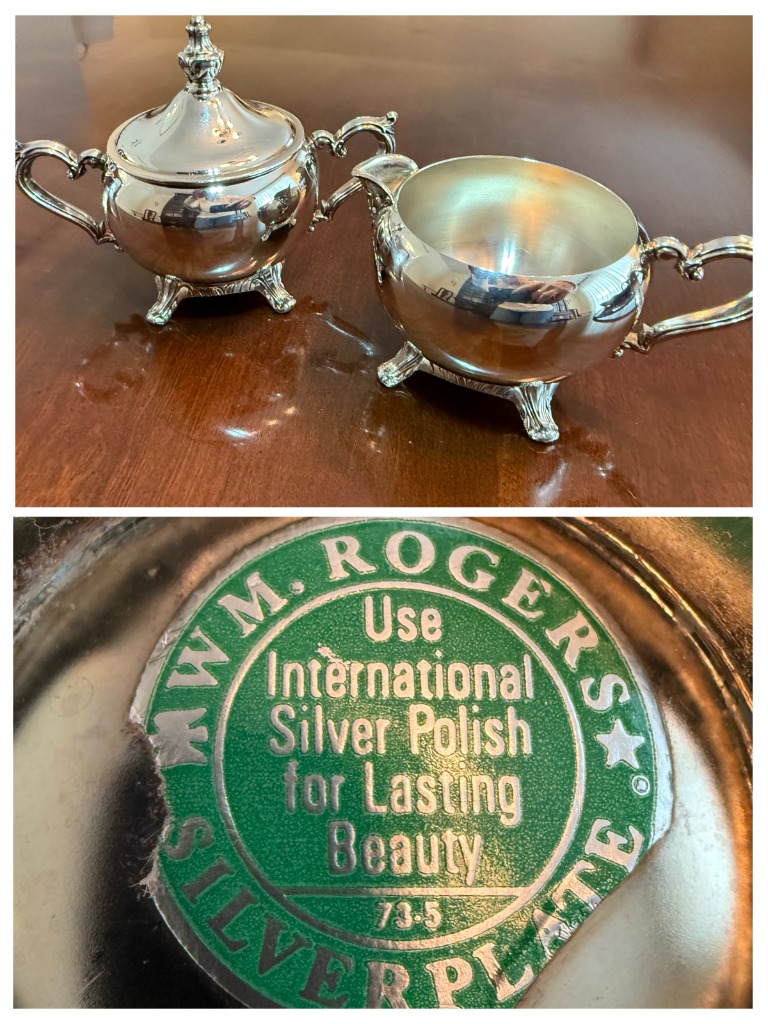 WM. ROGERS★®
Use
International
Silver Polish
for Lasting
Beauty
73-5
SILVERPLATE